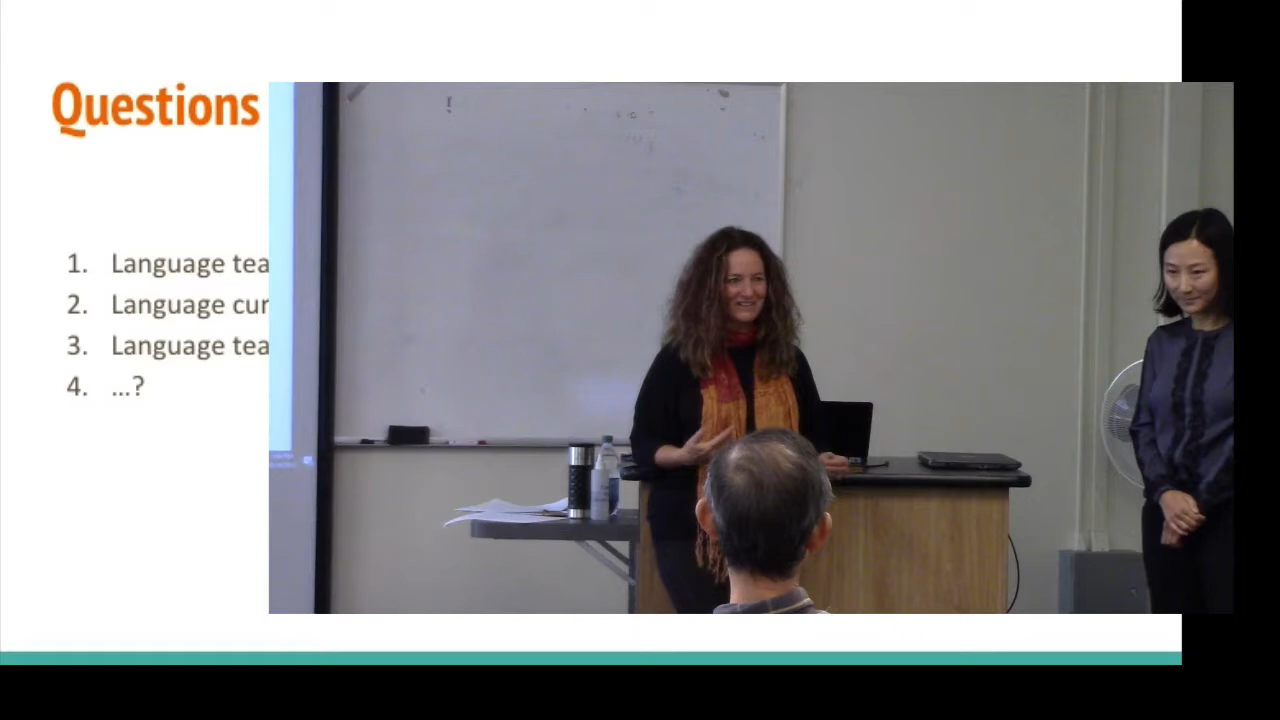 Questions
1. Language tea
2. Language cur
3. Language tea
4. ...?